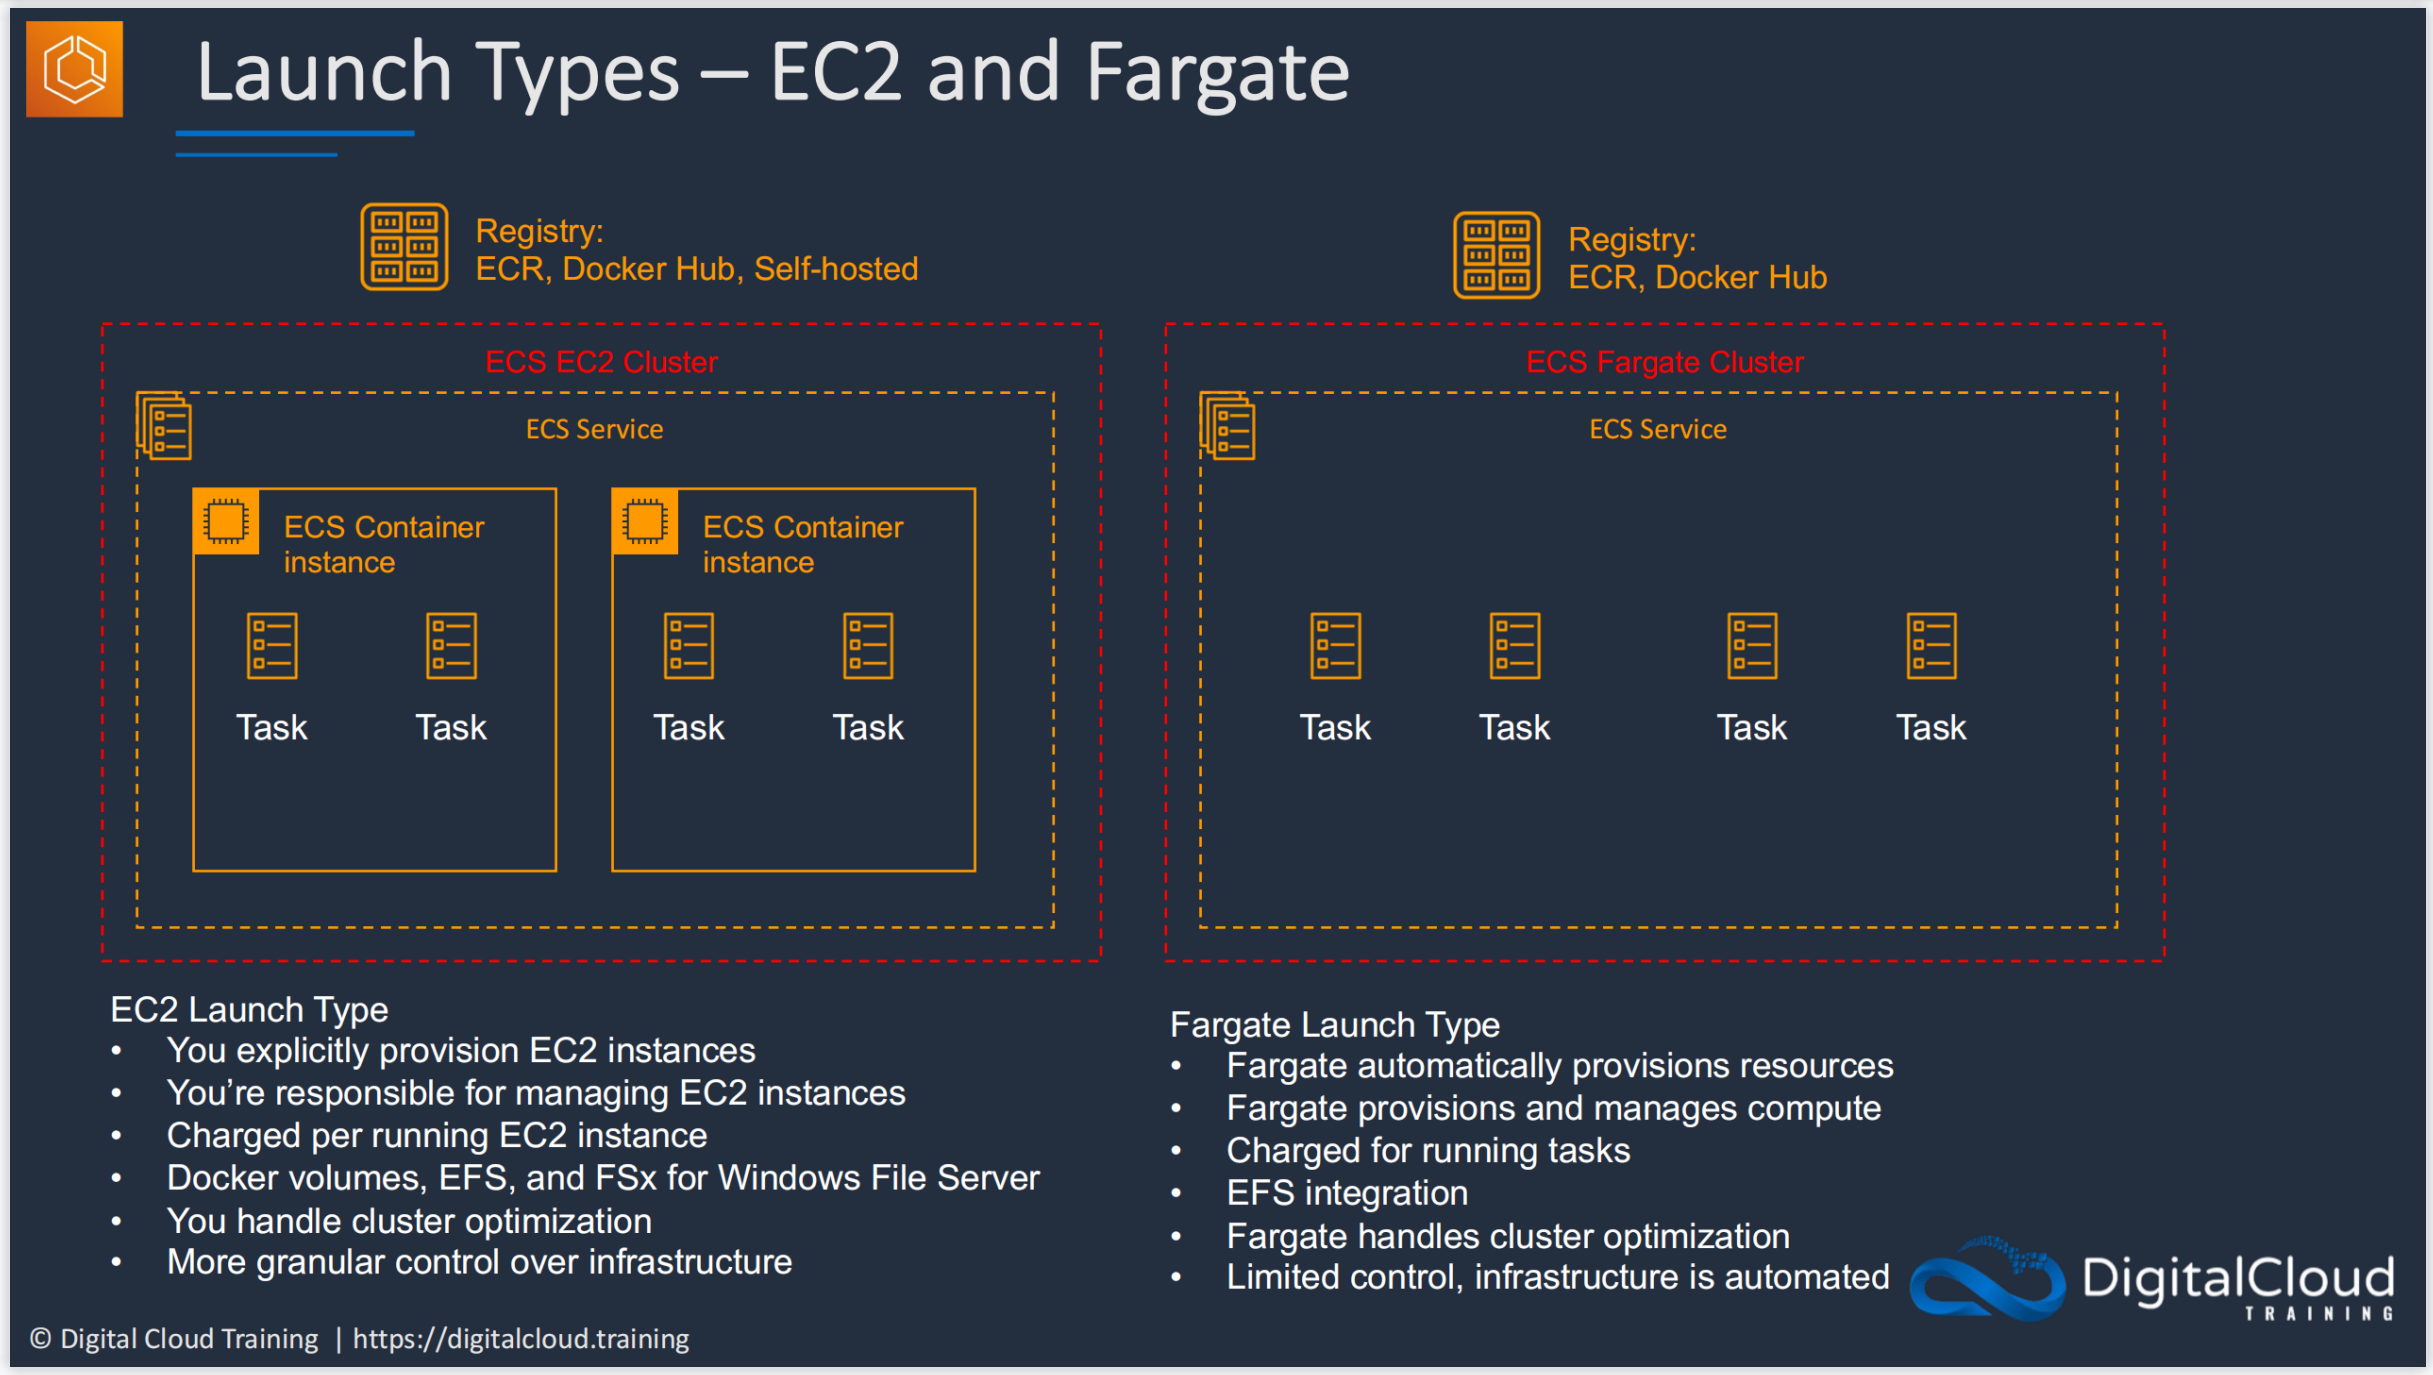 Launch Types – EC2 and Fargate
Registry:
ECR, Docker Hub, Self-hosted
ECS EC2 Cluster
ECS Service
ECS Container
instance
Task
Task
ECS Container
instance
Task
Task
EC2 Launch Type
• You explicitly provision EC2 instances
• You’re responsible for managing EC2 instances
• Charged per running EC2 instance
• Docker volumes, EFS, and FSx for Windows File Server
• You handle cluster optimization
• More granular control over infrastructure
Registry:
ECR, Docker Hub
ECS Fargate Cluster
ECS Service
Task
Task
Task
Task
Fargate Launch Type
• Fargate automatically provisions resources
• Fargate provisions and manages compute
• Charged for running tasks
• EFS integration
• Fargate handles cluster optimization
• Limited control, infrastructure is automated
DigitalCloud
TRAINING
© Digital Cloud Training | https://digitalcloud.training